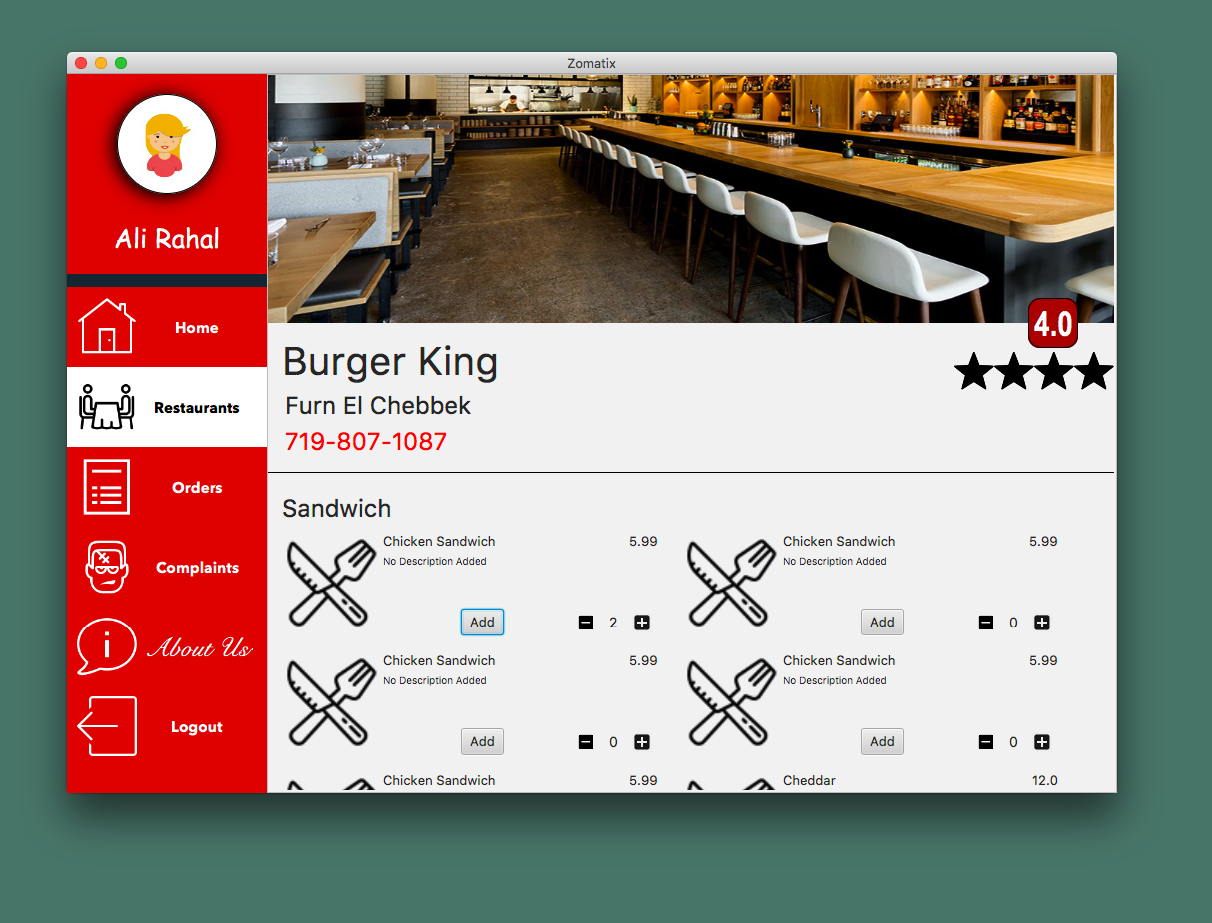 Zomatix
Ali Rahal
Home
Restaurants
Orders
Complaints
i About Us
Logout
4.0
Burger King
Furn El Chebbek
719-807-1087
Sandwich
Chicken Sandwich 5.99
No Description Added
Add 2
Chicken Sandwich 5.99
No Description Added
Add 0
Chicken Sandwich 5.99
No Description Added
Add 0
Chicken Sandwich 5.99
No Description Added
Add 0
Chicken Sandwich 5.99
Cheddar 12.0